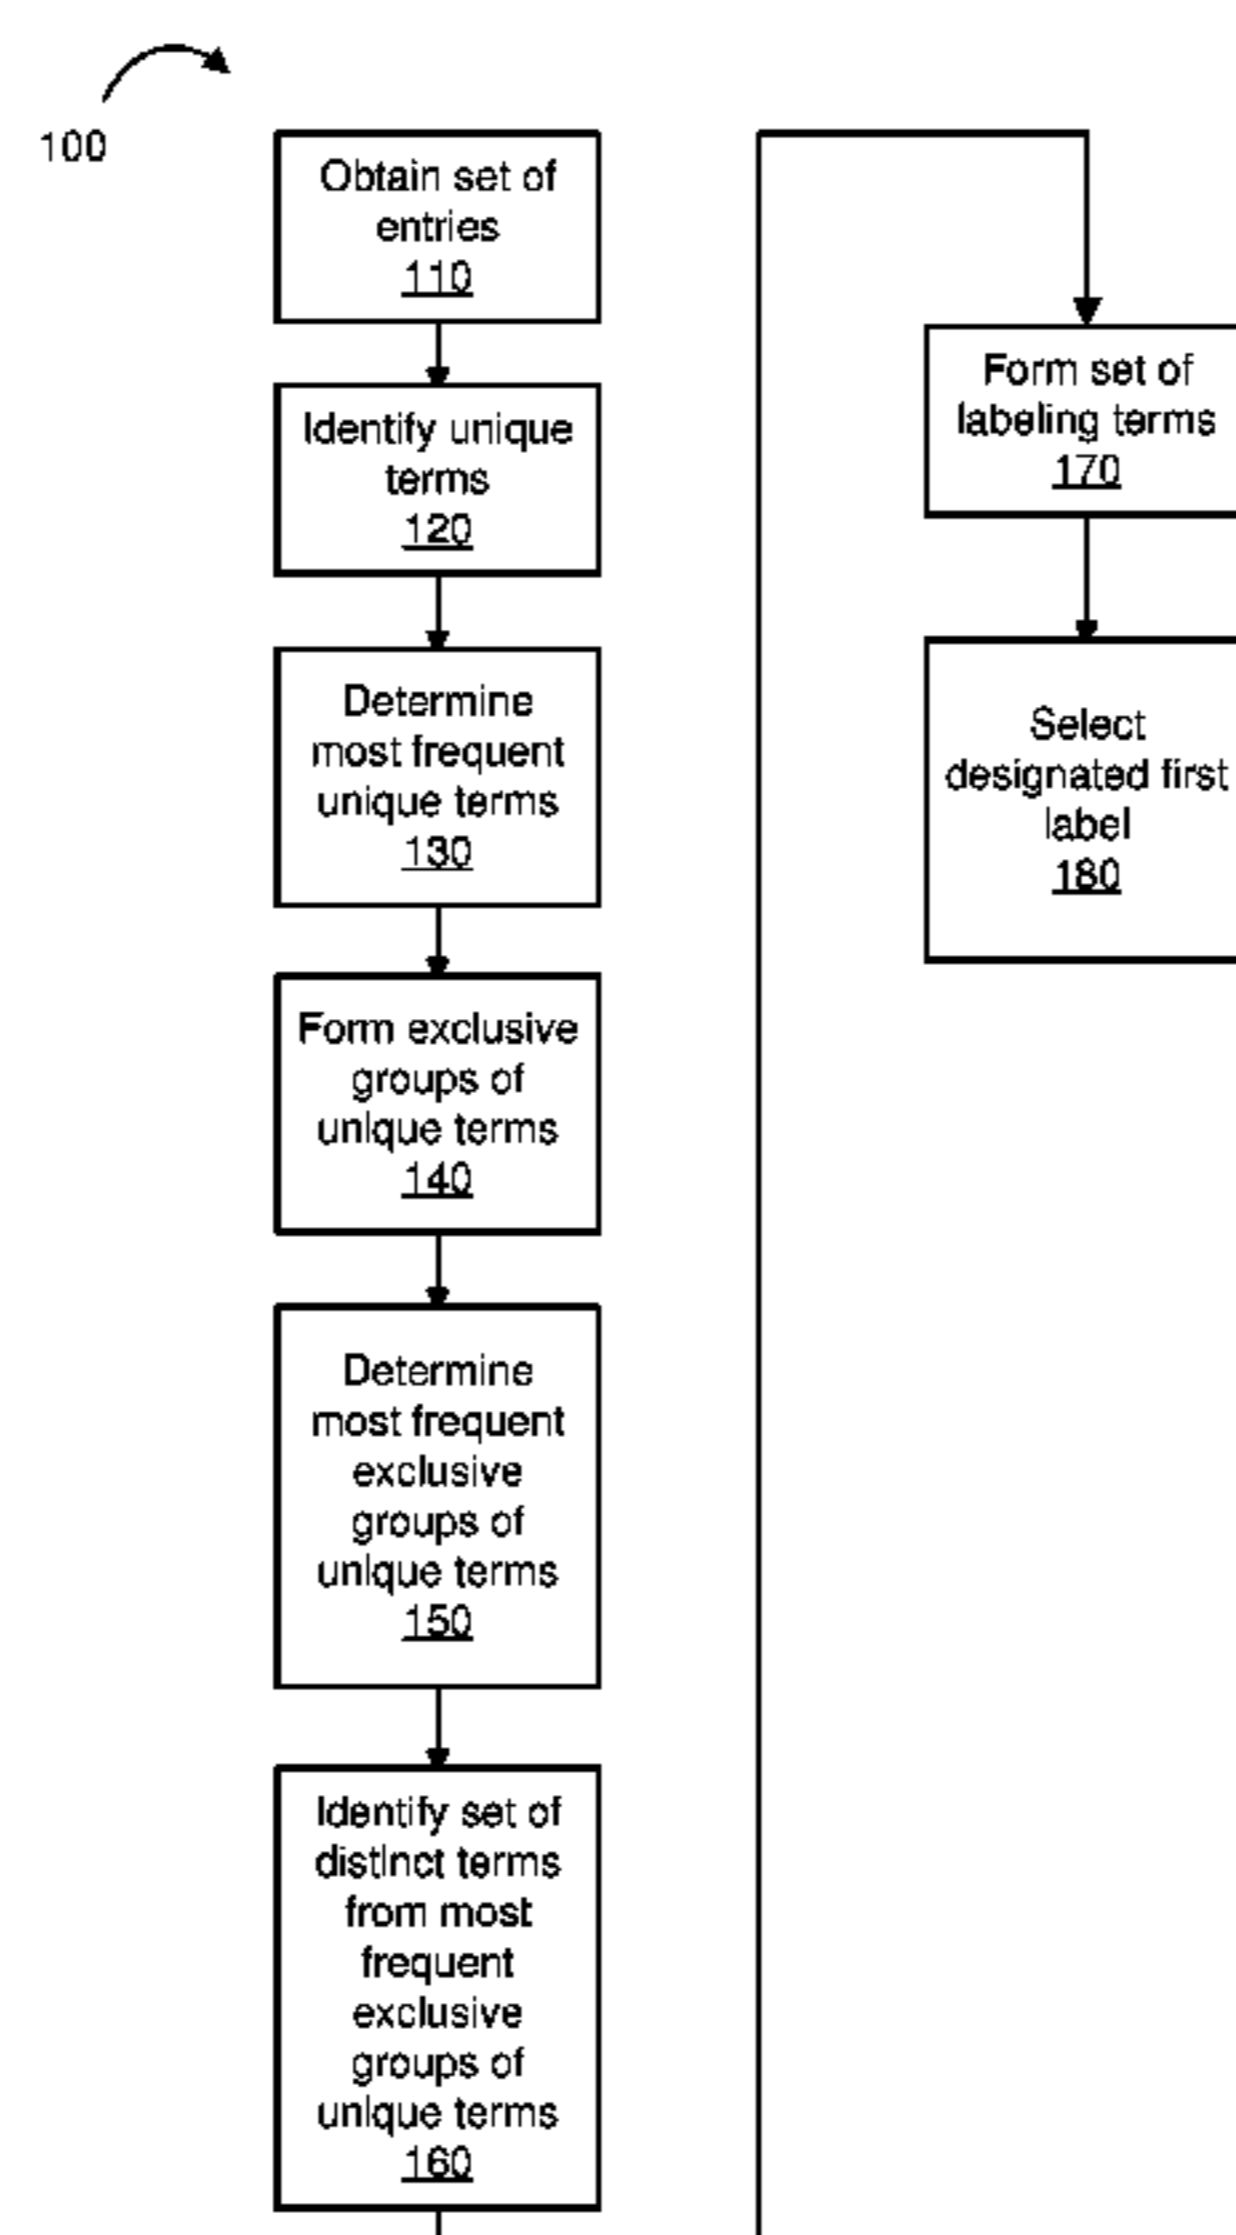 100
Obtain set of
entries
110
Identify unique
terms
120
Determine
most frequent
unique terms
130
Form exclusive
groups of
unique terms
140
Determine
most frequent
exclusive
groups of
unique terms
150
Identify set of
distinct terms
from most
frequent
exclusive
groups of
unique terms
160
Form set of
labeling terms
170
Select
designated first
label
180